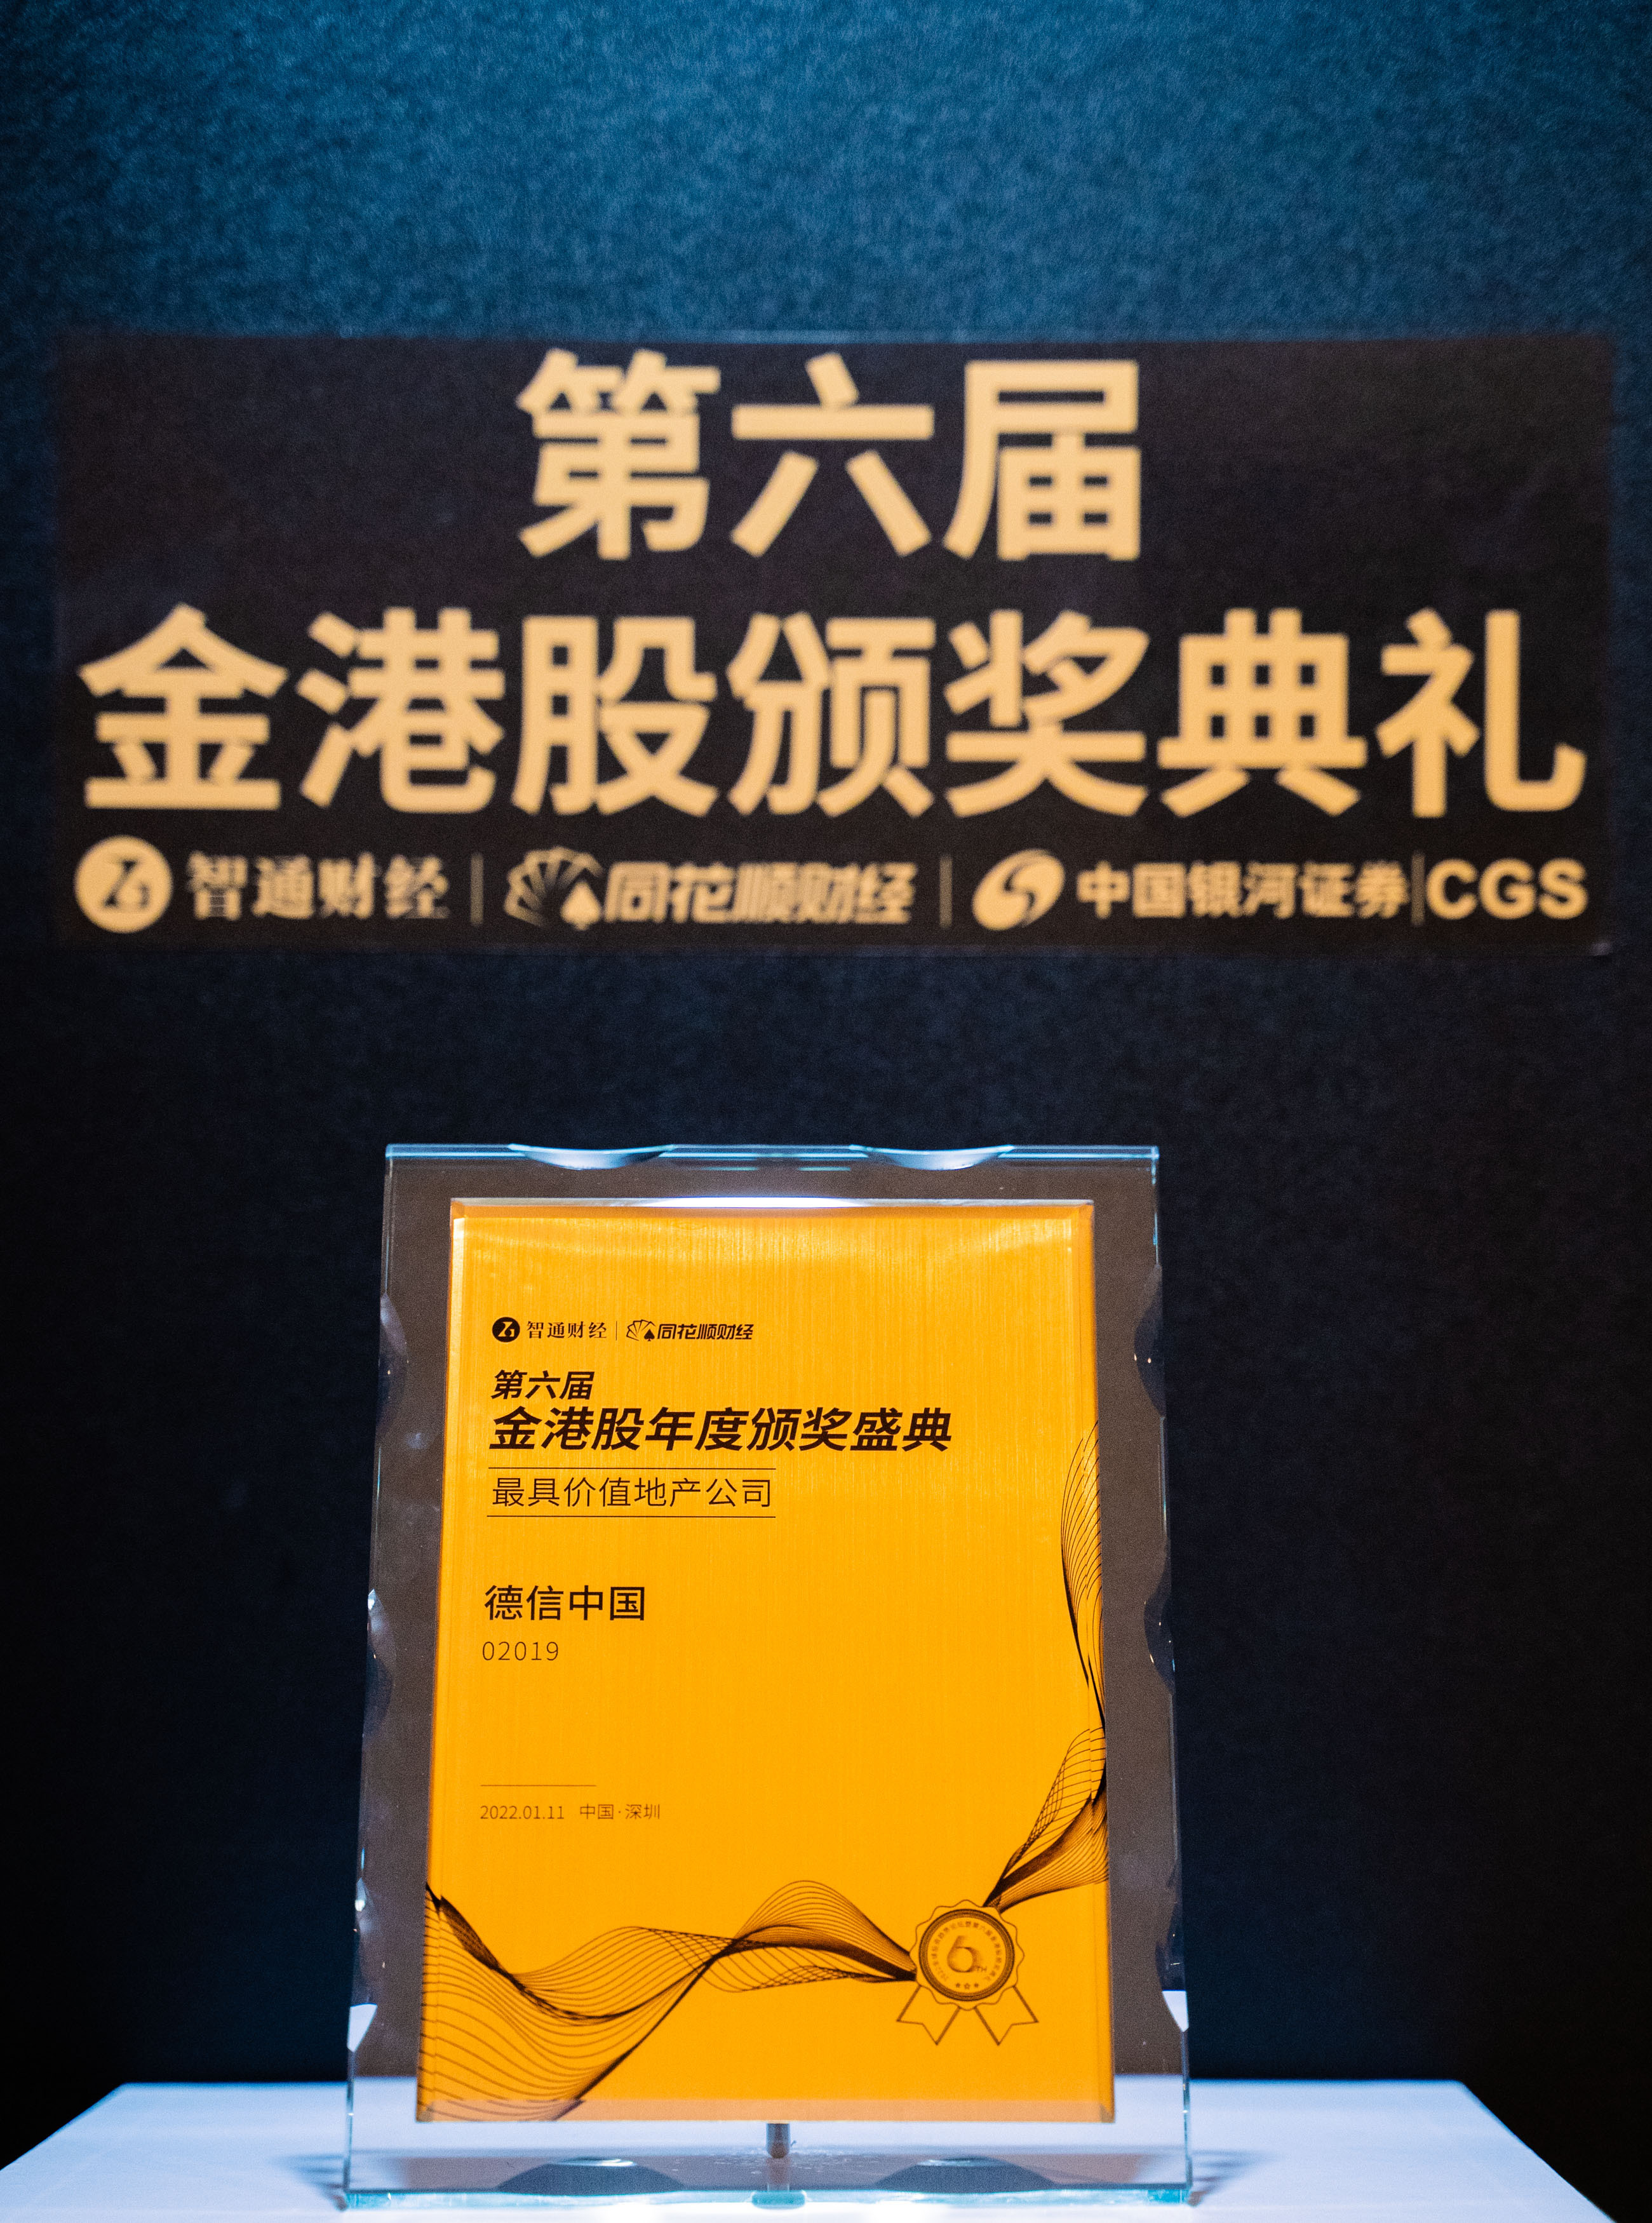 第六届
金港股颁奖典礼
智通财经 | 同花顺财经 | 中国银河证券|CGS
智通财经 | 同花顺财经
第六届
金港股年度颁奖盛典
最具价值地产公司
德信中国
02019
2022.01.11 中国·深圳
6TH